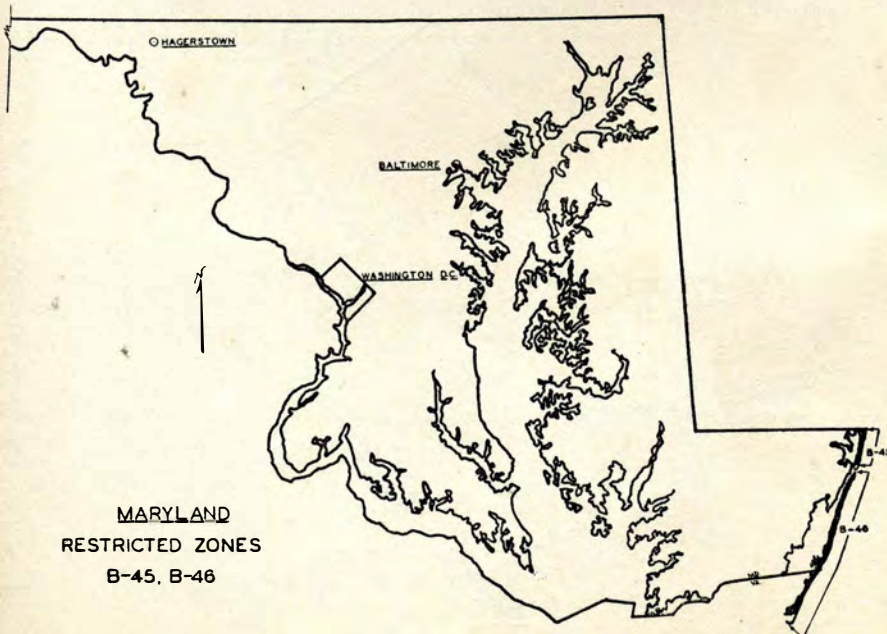 HAGERSTOWN
BALTIMORE
WASHINGTON D.C.
N
B-46
MARYLAND
RESTRICTED ZONES
B-45, B-46